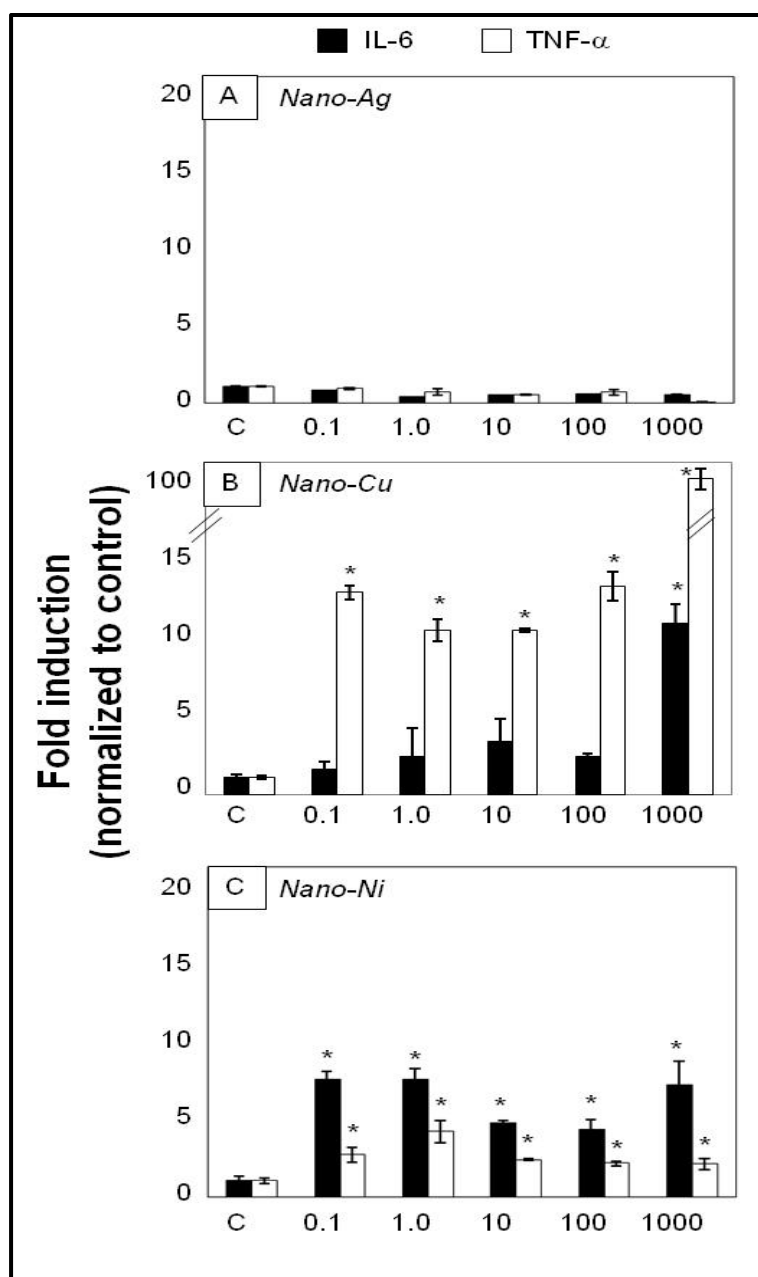 IL-6 TNF-α
A Nano-Ag
20
15
10
5
0
C 0.1 1.0 10 100 1000
B Nano-Cu
100
15
10
5
0
* * * * * *
C 0.1 1.0 10 100 1000
C Nano-Ni
20
15
10
5
0
* * * * * * * * * *
C 0.1 1.0 10 100 1000
Fold induction
(normalized to control)